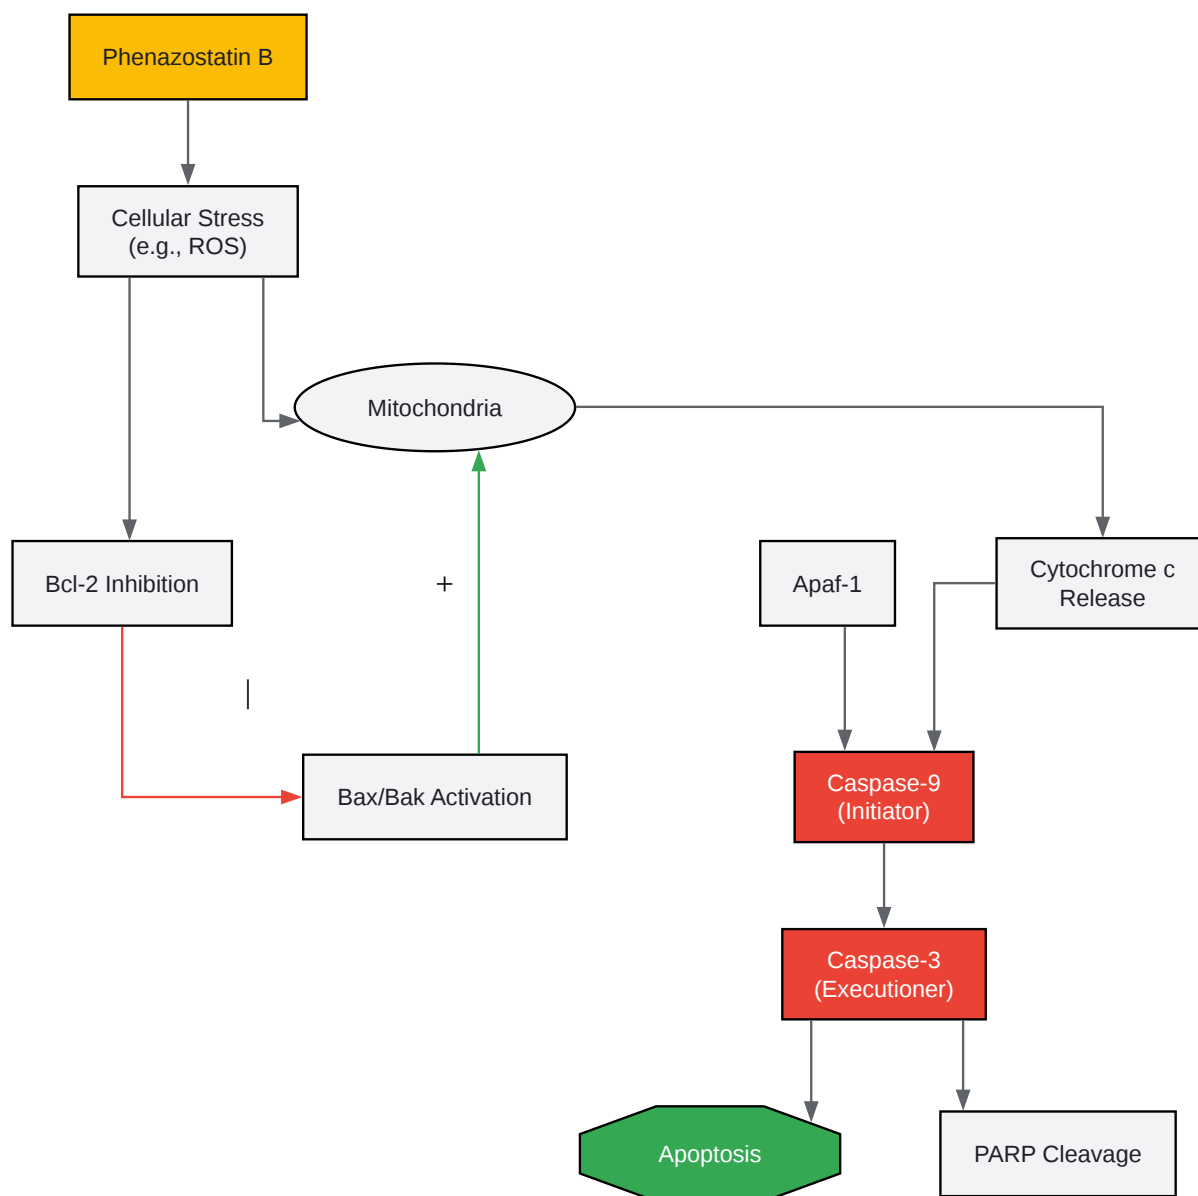 Phenazostatin B
Cellular Stress
(e.g., ROS)
Mitochondria
Bcl-2 Inhibition
+
Apaf-1
Cytochrome c
Release
|
Bax/Bak Activation
Caspase-9
(Initiator)
Caspase-3
(Executioner)
Apoptosis
PARP Cleavage